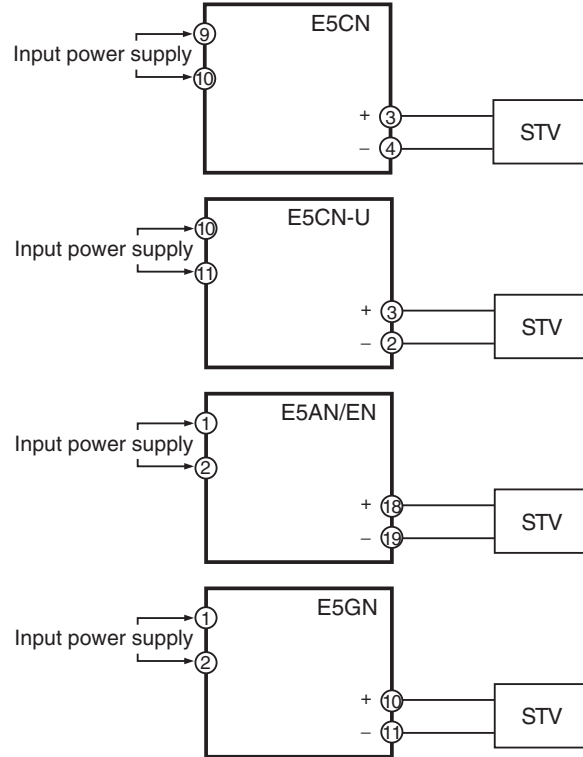 E5CN
9
Input power supply
10
+ 3
− 4
STV
E5CN-U
10
Input power supply
11
+ 3
− 2
STV
E5AN/EN
1
Input power supply
2
+ 18
− 19
STV
E5GN
1
Input power supply
2
+ 10
− 11
STV